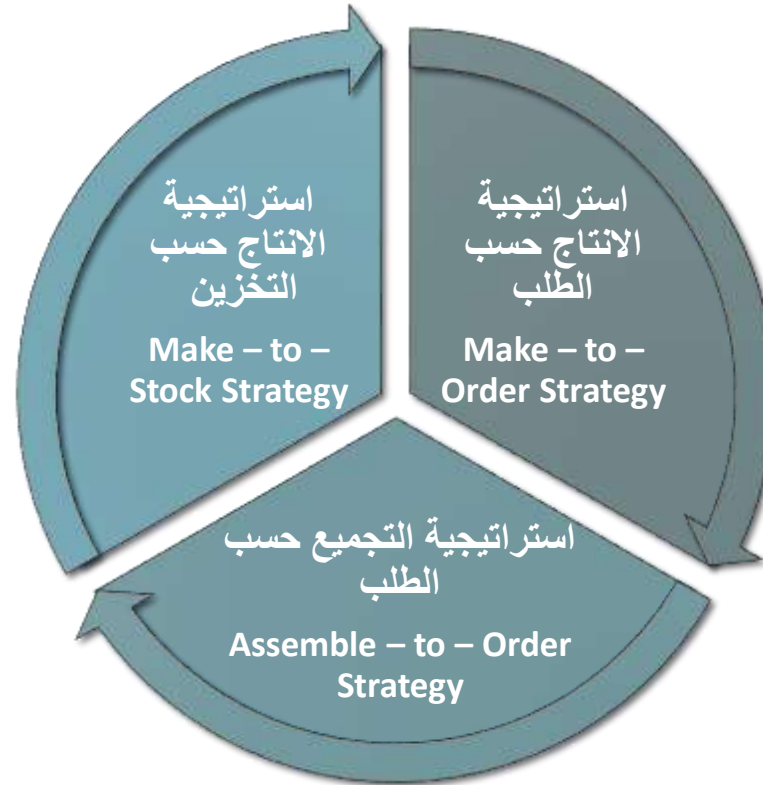 استراتيجية
الانتاج حسب
الطلب
Make – to –
Order Strategy
استراتيجية التجميع حسب
الطلب
Assemble – to – Order
Strategy
استراتيجية
الانتاج حسب
التخزين
Make – to –
Stock Strategy